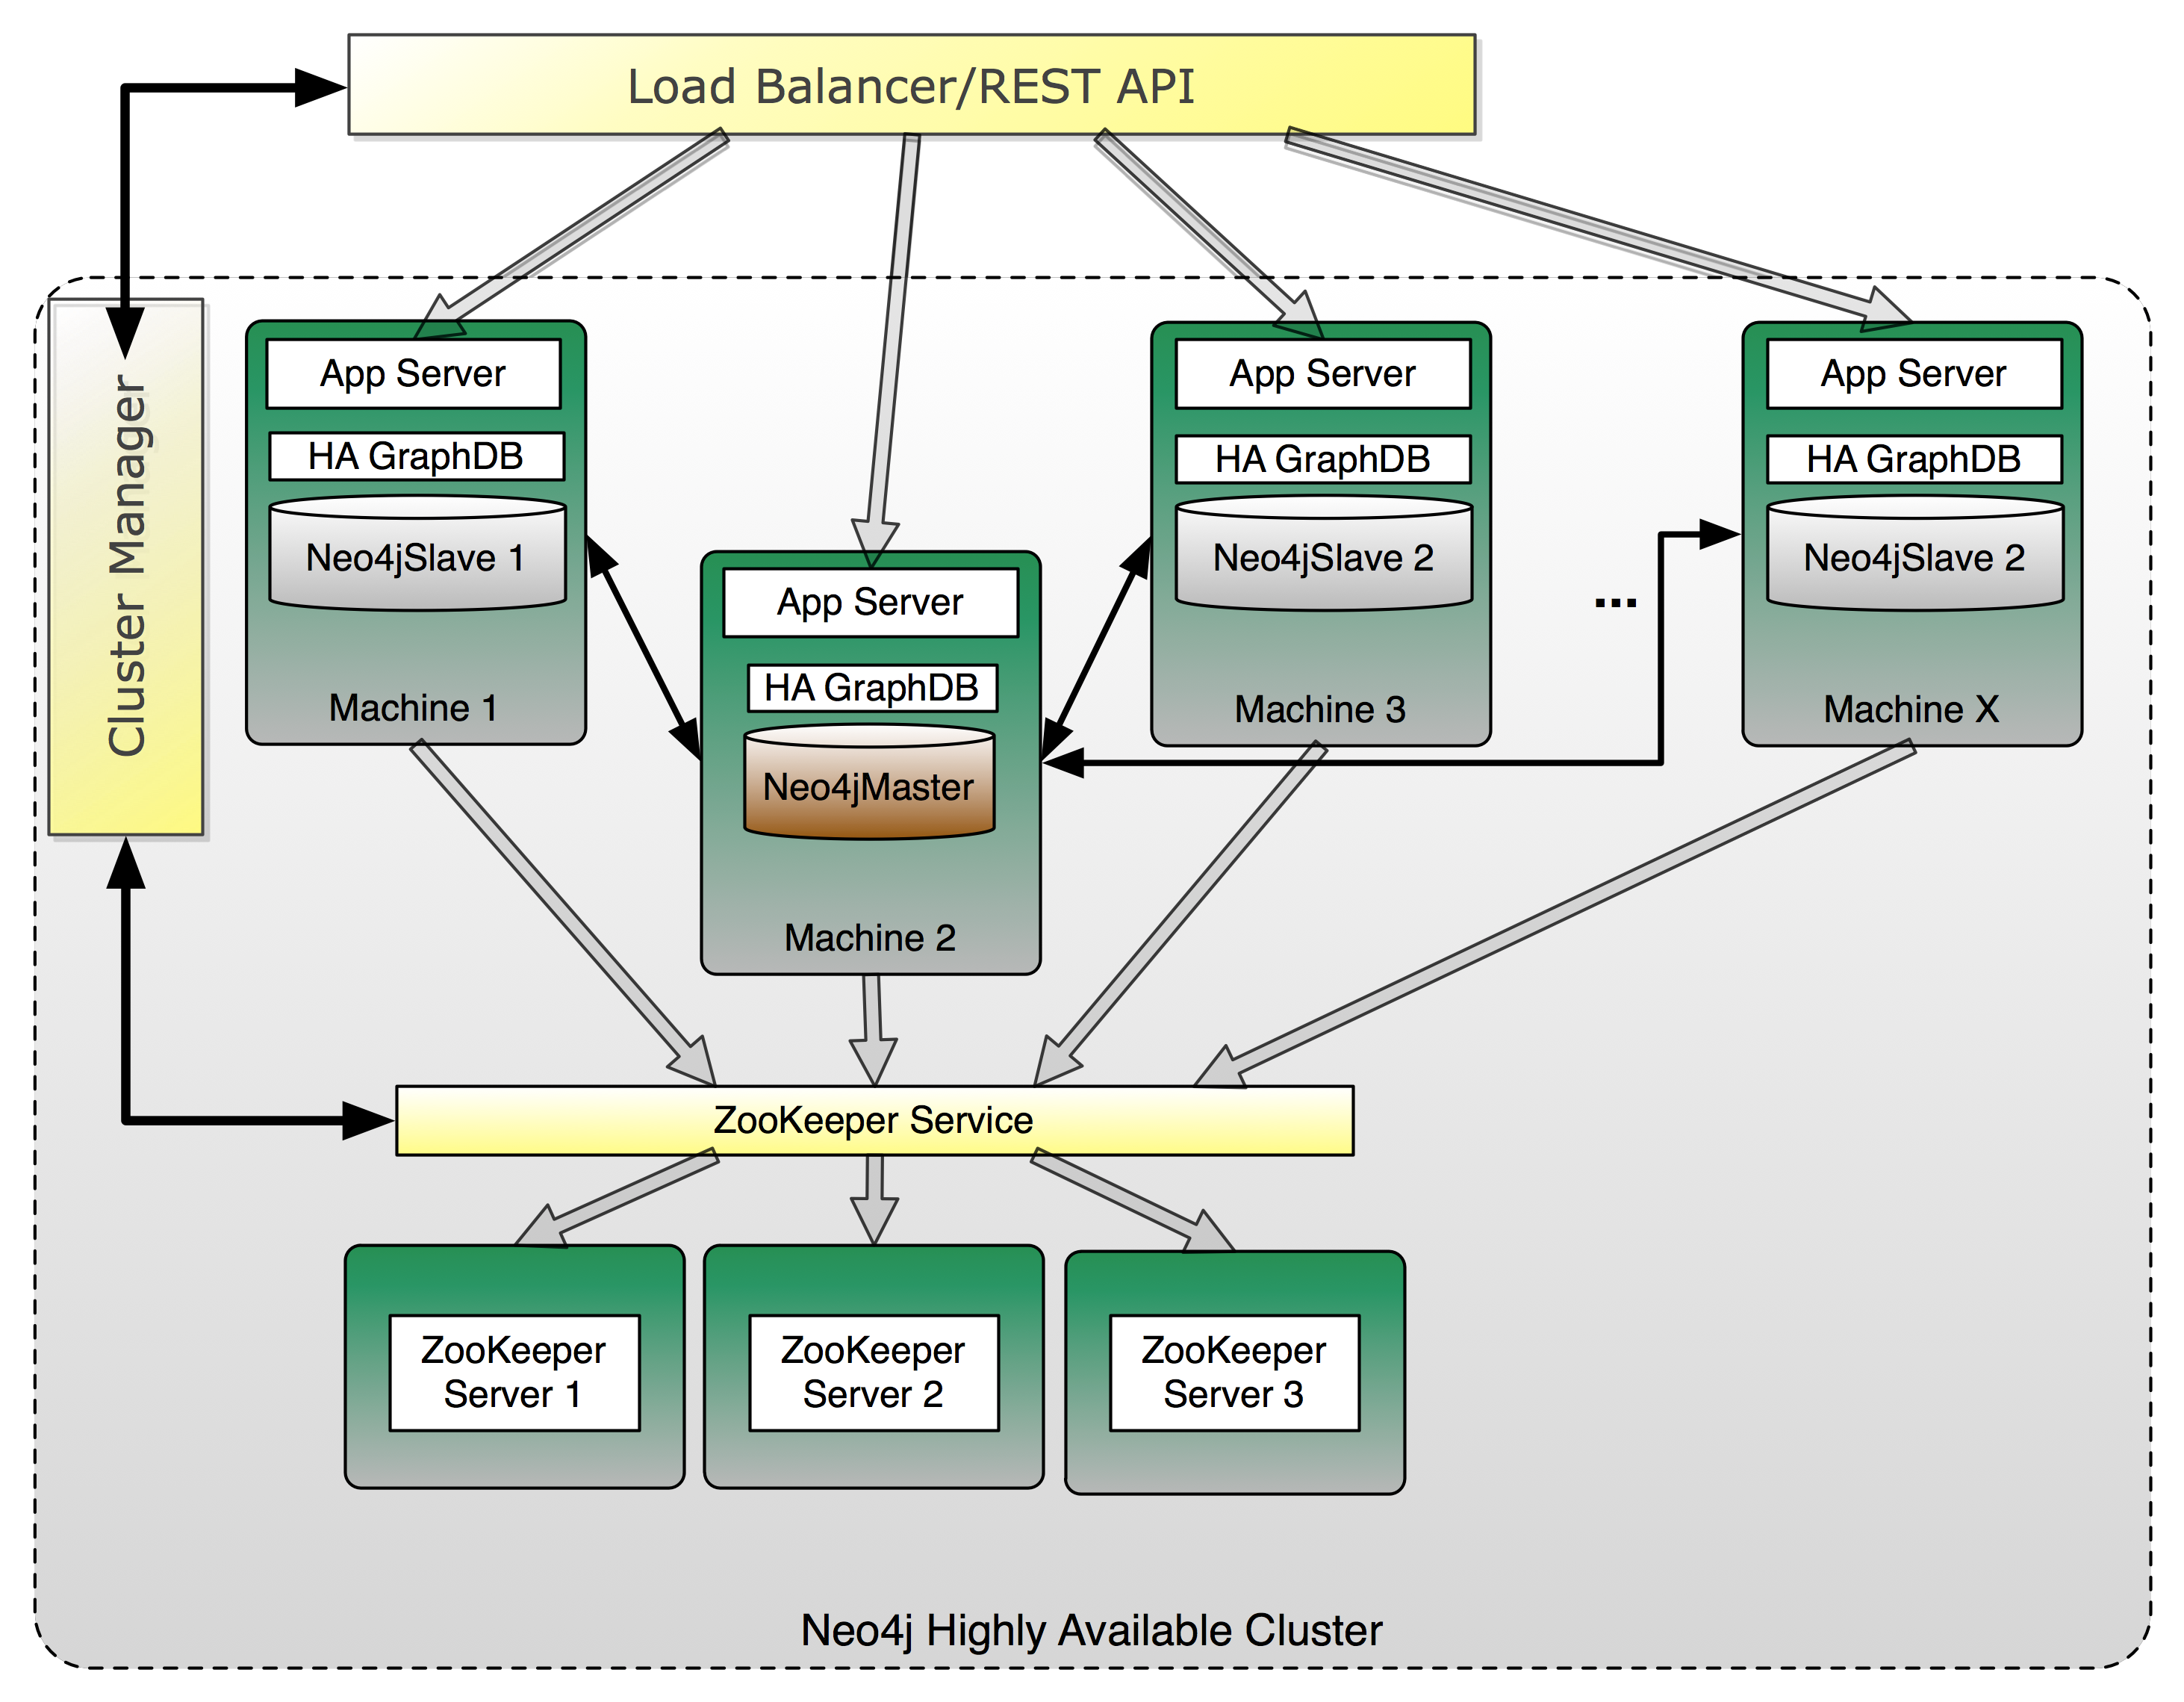 Load Balancer/REST API
Cluster Manager
App Server
HA GraphDB
Neo4jSlave 1
Machine 1
App Server
HA GraphDB
Neo4jMaster
Machine 2
App Server
HA GraphDB
Neo4jSlave 2
Machine 3
...
App Server
HA GraphDB
Neo4jSlave 2
Machine X
ZooKeeper Service
ZooKeeper
Server 1
ZooKeeper
Server 2
ZooKeeper
Server 3
Neo4j Highly Available Cluster